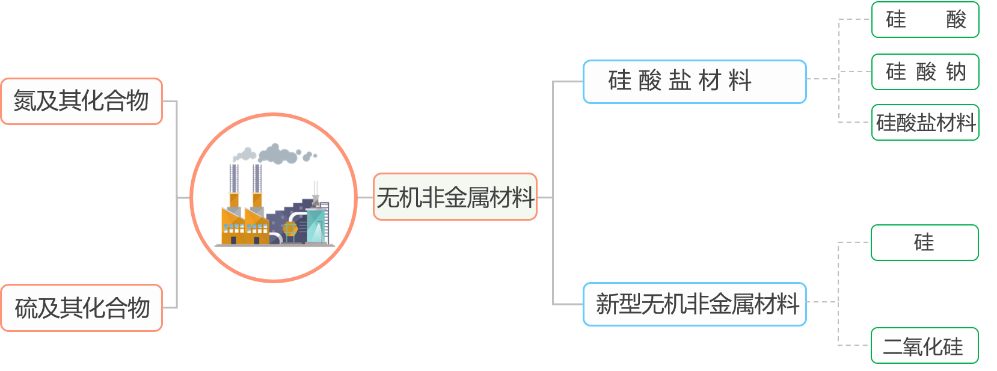 氮及其化合物
硫及其化合物
无机非金属材料
硅酸盐材料
硅酸
硅酸钠
硅酸盐材料
新型无机非金属材料
硅
二氧化硅